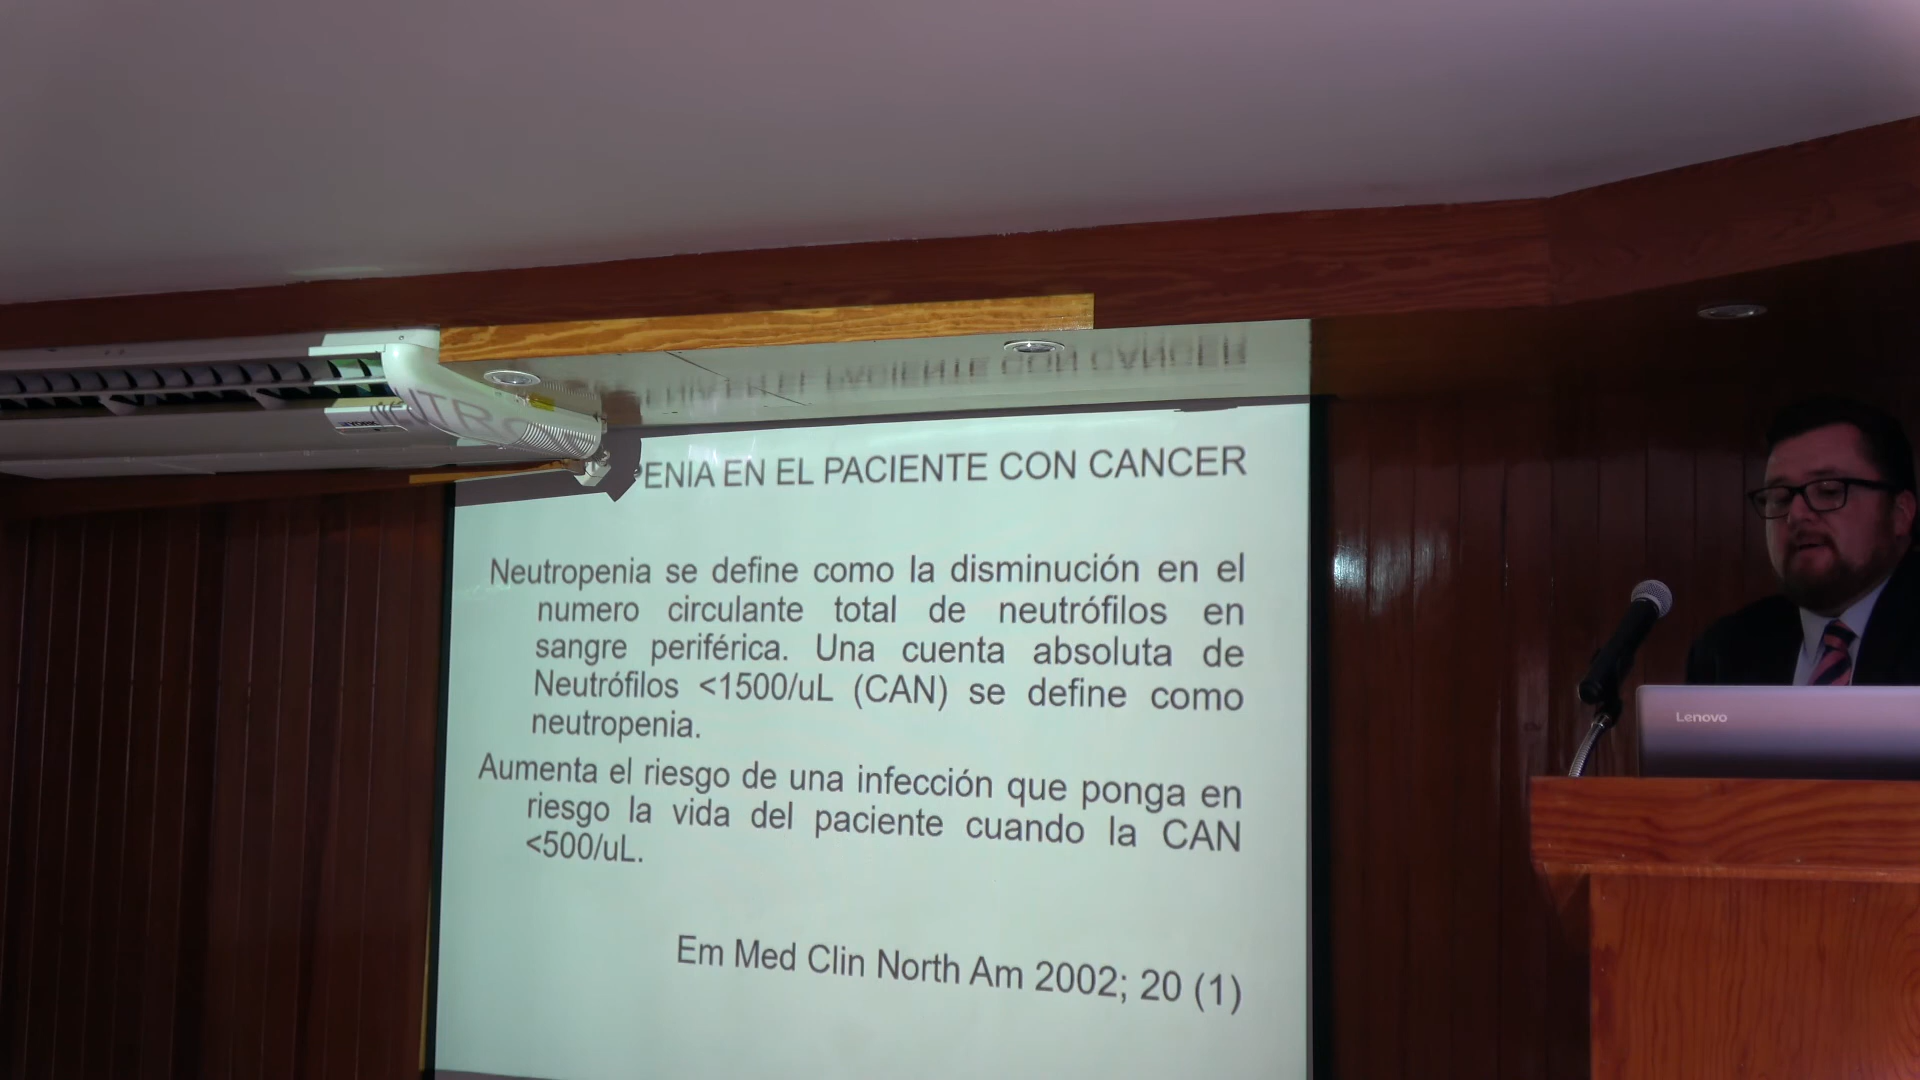 PENIA EN EL PACIENTE CON CANCER
Neutropenia se define como la disminución en el
numero circulante total de neutrófilos en
sangre periférica. Una cuenta absoluta de
Neutrófilos <1500/uL (CAN) se define como
neutropenia.
Aumenta el riesgo de una infección que ponga en
riesgo la vida del paciente cuando la CAN
<500/uL.
Em Med Clin North Am 2002; 20 (1)
Lenovo